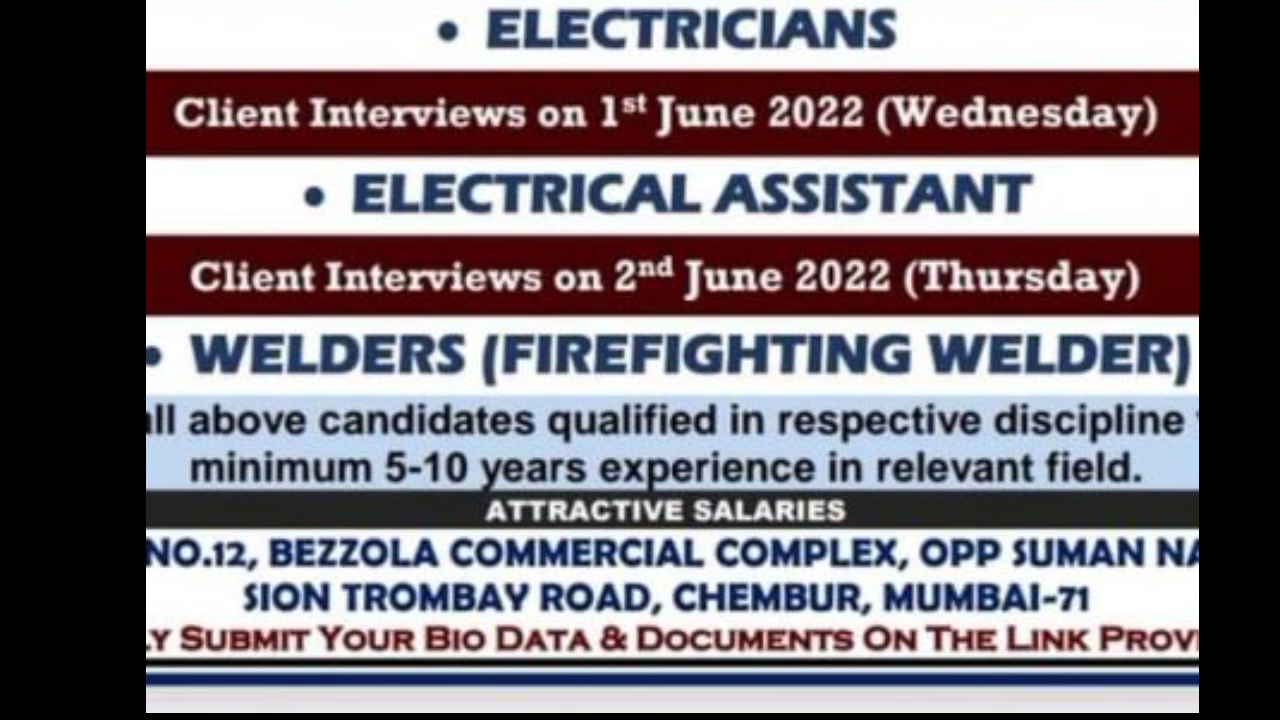 • ELECTRICIANS
Client Interviews on 1st June 2022 (Wednesday)
• ELECTRICAL ASSISTANT
Client Interviews on 2nd June 2022 (Thursday)
• WELDERS (FIREFIGHTING WELDER)
all above candidates qualified in respective discipline
minimum 5-10 years experience in relevant field.
ATTRACTIVE SALARIES
NO.12, BEZZOLA COMMERCIAL COMPLEX, OPP SUMAN NA
SION TROMBAY ROAD, CHEMBUR, MUMBAI-71
LY SUBMIT YOUR BIO DATA & DOCUMENTS ON THE LINK PROVI